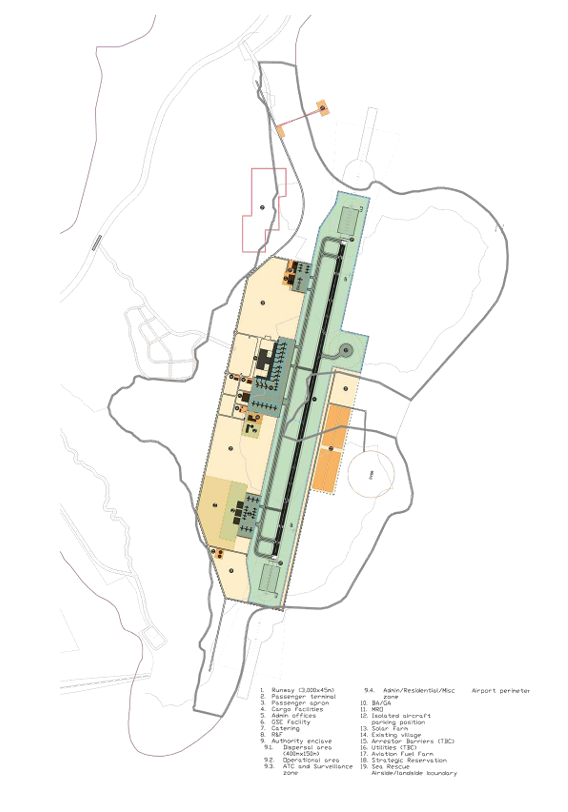 1. Runway (3,000x45m)
2. Passenger terminal
3. Passenger apron
4. Cargo facilities
5. Admin offices
6. GSE facility
7. Catering
8. R&F
9. Authority enclave
9.1. Dispersal area
(400mx150m)
9.2. Operational area
9.3. ATC and Surveillance
zone
9.4. Admin/Residential/Misc
zone
10. BA/GA
11. MRO
12. Isolated aircraft
parking position
13. Solar Farm
14. Existing village
15. Arrestor Barriers (TBC)
16. Utilities (TBC)
17. Aviation Fuel Farm
18. Strategic Reservation
19. Sea Rescue
Airside/landside boundary
Airport perimeter